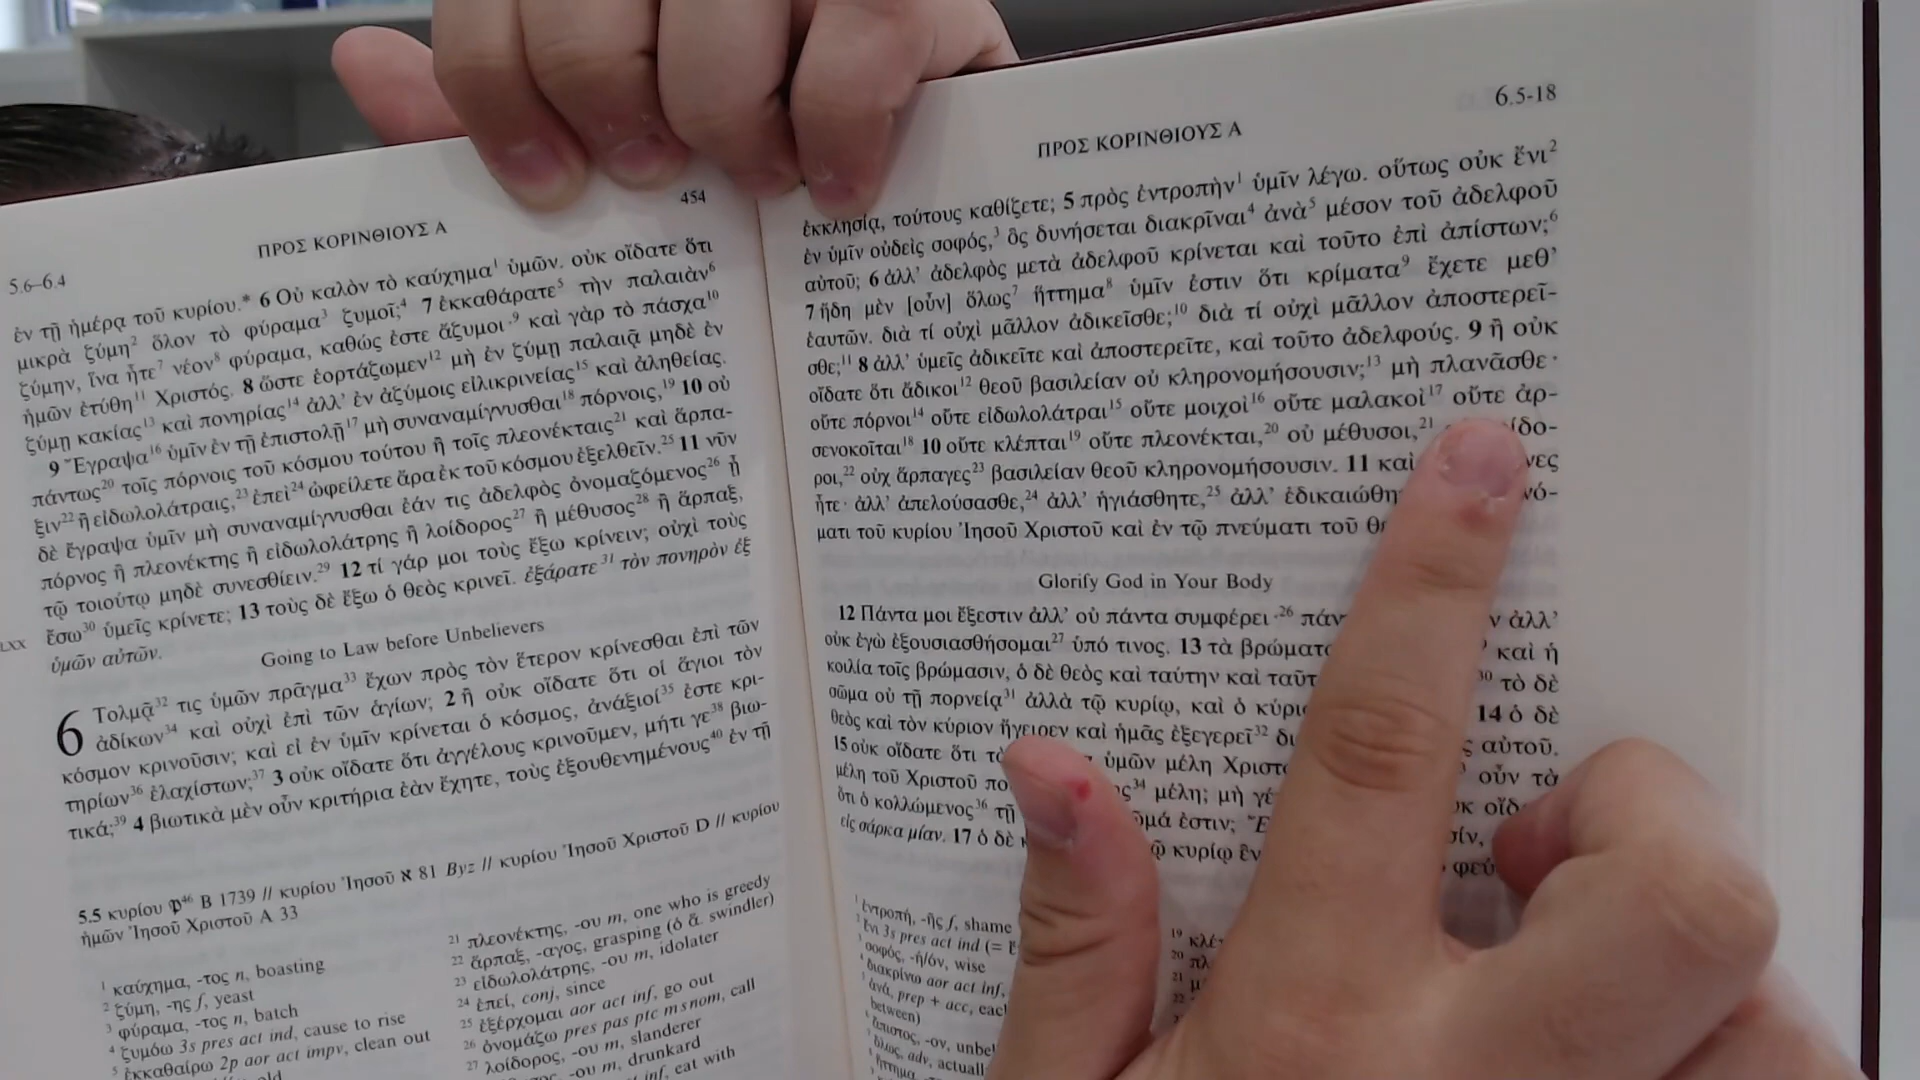 5.6–6.4
ΠΡΟΣ ΚΟΡΙΝΘΙΟΥΣ Α
454
ἐν τῇ ἡμέρᾳ τοῦ κυρίου.* 6 Οὐ καλὸν τὸ καύχημα¹ ὑμῶν. οὐκ οἴδατε ὅτι
μικρὰ ζύμη² ὅλον τὸ φύραμα³ ζυμοῖ;⁴ 7 ἐκκαθάρατε⁵ τὴν παλαιὰν⁶
ζύμην, ἵνα ἦτε⁷ νέον⁸ φύραμα, καθώς ἐστε ἄζυμοι·⁹ καὶ γὰρ τὸ πάσχα¹⁰
ἡμῶν ἐτύθη¹¹ Χριστός. 8 ὥστε ἑορτάζωμεν¹² μὴ ἐν ζύμῃ παλαιᾷ μηδὲ ἐν
ζύμῃ κακίας¹³ καὶ πονηρίας¹⁴ ἀλλ’ ἐν ἀζύμοις εἰλικρινείας¹⁵ καὶ ἀληθείας.
9 Ἔγραψα¹⁶ ὑμῖν ἐν τῇ ἐπιστολῇ¹⁷ μὴ συναναμίγνυσθαι¹⁸ πόρνοις,¹⁹ 10 οὐ
πάντως²⁰ τοῖς πόρνοις τοῦ κόσμου τούτου ἢ τοῖς πλεονέκταις²¹ καὶ ἅρπα-
ξιν²² ἢ εἰδωλολάτραις,²³ ἐπεὶ²⁴ ὠφείλετε ἄρα ἐκ τοῦ κόσμου ἐξελθεῖν.²⁵ 11 νῦν
δὲ ἔγραψα ὑμῖν μὴ συναναμίγνυσθαι ἐάν τις ἀδελφὸς ὀνομαζόμενος²⁶ ᾖ
πόρνος ἢ πλεονέκτης ἢ εἰδωλολάτρης ἢ λοίδορος²⁷ ἢ μέθυσος²⁸ ἢ ἅρπαξ,
τῷ τοιούτῳ μηδὲ συνεσθίειν.²⁹ 12 τί γάρ μοι τοὺς ἔξω κρίνειν; οὐχὶ τοὺς
ἔσω³⁰ ὑμεῖς κρίνετε; 13 τοὺς δὲ ἔξω ὁ θεὸς κρινεῖ. ἐξάρατε³¹ τὸν πονηρὸν ἐξ
LXX
ὑμῶν αὐτῶν.
Going to Law before Unbelievers
6 Τολμᾷ³² τις ὑμῶν πρᾶγμα³³ ἔχων πρὸς τὸν ἕτερον κρίνεσθαι ἐπὶ τῶν
ἀδίκων³⁴ καὶ οὐχὶ ἐπὶ τῶν ἁγίων; 2 ἢ οὐκ οἴδατε ὅτι οἱ ἅγιοι τὸν
κόσμον κρινοῦσιν; καὶ εἰ ἐν ὑμῖν κρίνεται ὁ κόσμος, ἀνάξιοί³⁵ ἐστε κρι-
τηρίων³⁶ ἐλαχίστων;³⁷ 3 οὐκ οἴδατε ὅτι ἀγγέλους κρινοῦμεν, μήτι γε³⁸ βιω-
τικά;³⁹ 4 βιωτικὰ μὲν οὖν κριτήρια ἐὰν ἔχητε, τοὺς ἐξουθενημένους⁴⁰ ἐν τῇ
5.5 κυρίου 𝔓⁴⁶ B 1739 // κυρίου Ἰησοῦ ℵ 81 Byz // κυρίου Ἰησοῦ Χριστοῦ D // κυρίου
ἡμῶν Ἰησοῦ Χριστοῦ A 33
¹ καύχημα, -τος n, boasting
² ζύμη, -ης f, yeast
³ φύραμα, -τος n, batch
⁴ ζυμόω 3s pres act ind, cause to rise
⁵ ἐκκαθαίρω 2p aor act impv, clean out
²¹ πλεονέκτης, -ου m, one who is greedy
²² ἅρπαξ, -αγος, grasping (ὁ ἅ. swindler)
²³ εἰδωλολάτρης, -ου m, idolater
²⁴ ἐπεί, conj, since
²⁵ ἐξέρχομαι aor act inf, go out
²⁶ ὀνομάζω pres pas ptc m s nom, call
²⁷ λοίδορος, -ου m, slanderer
-ου m, drunkard
inf, eat with
ΠΡΟΣ ΚΟΡΙΝΘΙΟΥΣ Α
6.5-18
ἐκκλησίᾳ, τούτους καθίζετε; 5 πρὸς ἐντροπὴν¹ ὑμῖν λέγω. οὕτως οὐκ ἔνι²
ἐν ὑμῖν οὐδεὶς σοφός,³ ὃς δυνήσεται διακρῖναι⁴ ἀνὰ⁵ μέσον τοῦ ἀδελφοῦ
αὐτοῦ; 6 ἀλλ’ ἀδελφὸς μετὰ ἀδελφοῦ κρίνεται καὶ τοῦτο ἐπὶ ἀπίστων;⁶
7 ἤδη μὲν [οὖν] ὅλως⁷ ἥττημα⁸ ὑμῖν ἐστιν ὅτι κρίματα⁹ ἔχετε μεθ’
ἑαυτῶν. διὰ τί οὐχὶ μᾶλλον ἀδικεῖσθε;¹⁰ διὰ τί οὐχὶ μᾶλλον ἀποστερεῖ-
σθε;¹¹ 8 ἀλλ’ ὑμεῖς ἀδικεῖτε καὶ ἀποστερεῖτε, καὶ τοῦτο ἀδελφούς. 9 ἢ οὐκ
οἴδατε ὅτι ἄδικοι¹² θεοῦ βασιλείαν οὐ κληρονομήσουσιν;¹³ μὴ πλανᾶσθε·
οὔτε πόρνοι¹⁴ οὔτε εἰδωλολάτραι¹⁵ οὔτε μοιχοὶ¹⁶ οὔτε μαλακοὶ¹⁷ οὔτε ἀρ-
σενοκοῖται¹⁸ 10 οὔτε κλέπται¹⁹ οὔτε πλεονέκται,²⁰ οὐ μέθυσοι,²¹ ίδο-
ροι,²² οὐχ ἅρπαγες²³ βασιλείαν θεοῦ κληρονομήσουσιν. 11 καὶ νες
ἦτε· ἀλλ’ ἀπελούσασθε,²⁴ ἀλλ’ ἡγιάσθητε,²⁵ ἀλλ’ ἐδικαιώθη νό-
ματι τοῦ κυρίου Ἰησοῦ Χριστοῦ καὶ ἐν τῷ πνεύματι τοῦ θ
Glorify God in Your Body
12 Πάντα μοι ἔξεστιν ἀλλ’ οὐ πάντα συμφέρει·²⁶ πάν ν ἀλλ’
οὐκ ἐγὼ ἐξουσιασθήσομαι²⁷ ὑπό τινος. 13 τὰ βρώματ καὶ ἡ
κοιλία τοῖς βρώμασιν, ὁ δὲ θεὸς καὶ ταύτην καὶ ταῦτ ³⁰ τὸ δὲ
σῶμα οὐ τῇ πορνείᾳ³¹ ἀλλὰ τῷ κυρίῳ, καὶ ὁ κύρι 14 ὁ δὲ
θεὸς καὶ τὸν κύριον ἤγειρεν καὶ ἡμᾶς ἐξεγερεῖ³² δι ς αὐτοῦ.
15 οὐκ οἴδατε ὅτι τὰ ὑμῶν μέλη Χριστ οὖν τὰ
μέλη τοῦ Χριστοῦ πο ς³⁴ μέλη; μὴ γέ κ οἴδ
ὅτι ὁ κολλώμενος³⁶ τῇ ῶμά ἐστιν; Ἔ ίν,
εἰς σάρκα μίαν. 17 ὁ δὲ κ ῷ κυρίῳ ἓν φεύ
¹ ἐντροπή, -ῆς f, shame
² ἔνι 3s pres act ind (= ἔ
³ σοφός, -ή/όν, wise
⁴ διακρίνω aor act inf,
⁵ ἀνά, prep + acc, eac
between)
⁶ ἄπιστος, -ον, unbe
⁷ ὅλως, adv, actuall
⁸ ἥττημα, -τ
¹⁹ κλέ
²⁰ πλ
²¹ μ
²²